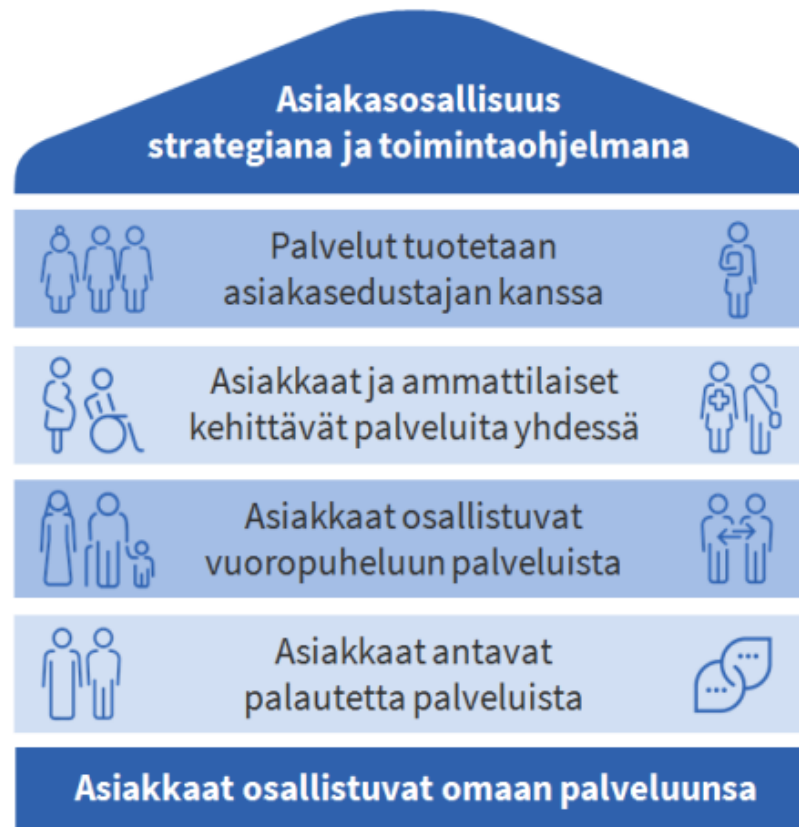 Asiakasosallisuus
strategiana ja toimintaohjelmana
Palvelut tuotetaan
asiakasedustajan kanssa
Asiakkaat ja ammattilaiset
kehittävät palveluita yhdessä
Asiakkaat osallistuvat
vuoropuheluun palveluista
Asiakkaat antavat
palautetta palveluista
Asiakkaat osallistuvat omaan palveluunsa